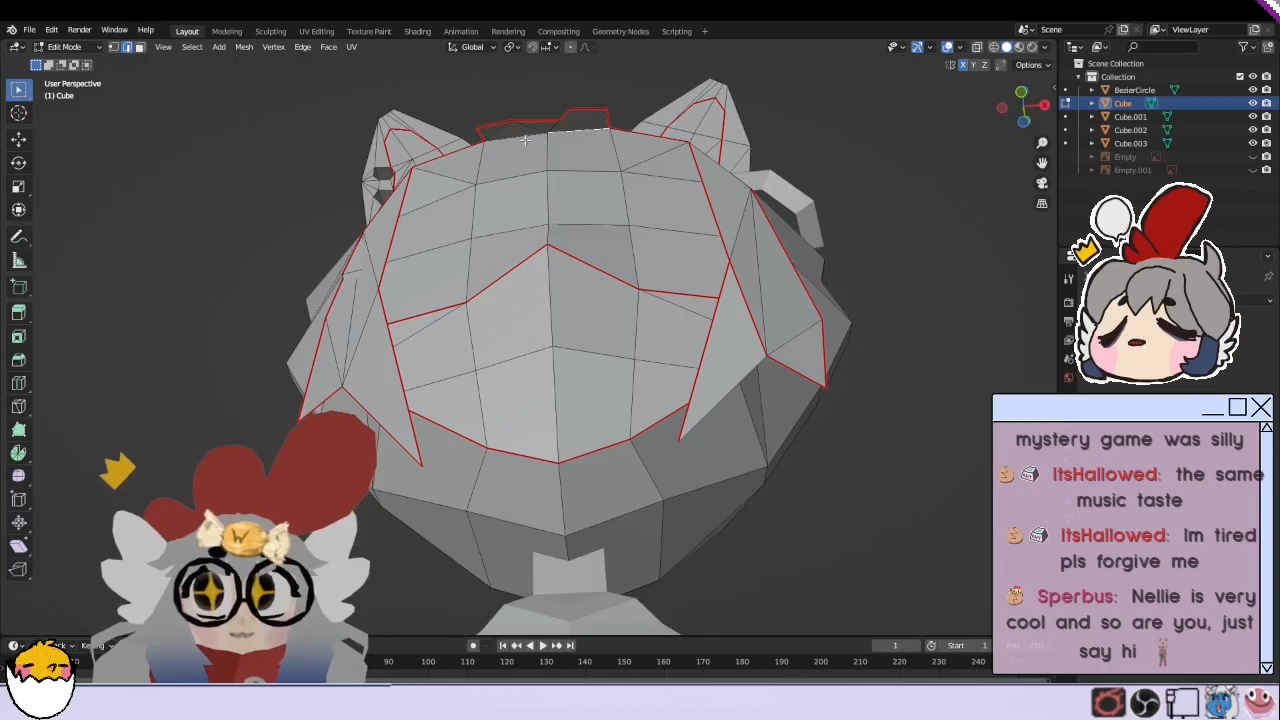 File Edit Render Window Help Layout Modeling Sculpting UV Editing Texture Paint Shading Animation Rendering Compositing Geometry Nodes Scripting +
Scene ViewLayer
Edit Mode View Select Add Mesh Vertex Edge Face UV Global X Y Z Options
User Perspective
(1) Cube
Scene Collection
Collection
BezierCircle
Cube
Cube.001
Cube.002
Cube.003
Empty
Empty.001
X
mystery game was silly
ItsHallowed: the same
music taste
ItsHallowed: Im tired
pls forgive me
Sperbus: Nellie is very
cool and so are you, just
say hi
W
1 Start 1
90 100 110 120 130 140 150 160 170 180 190 200 210 220 230 240